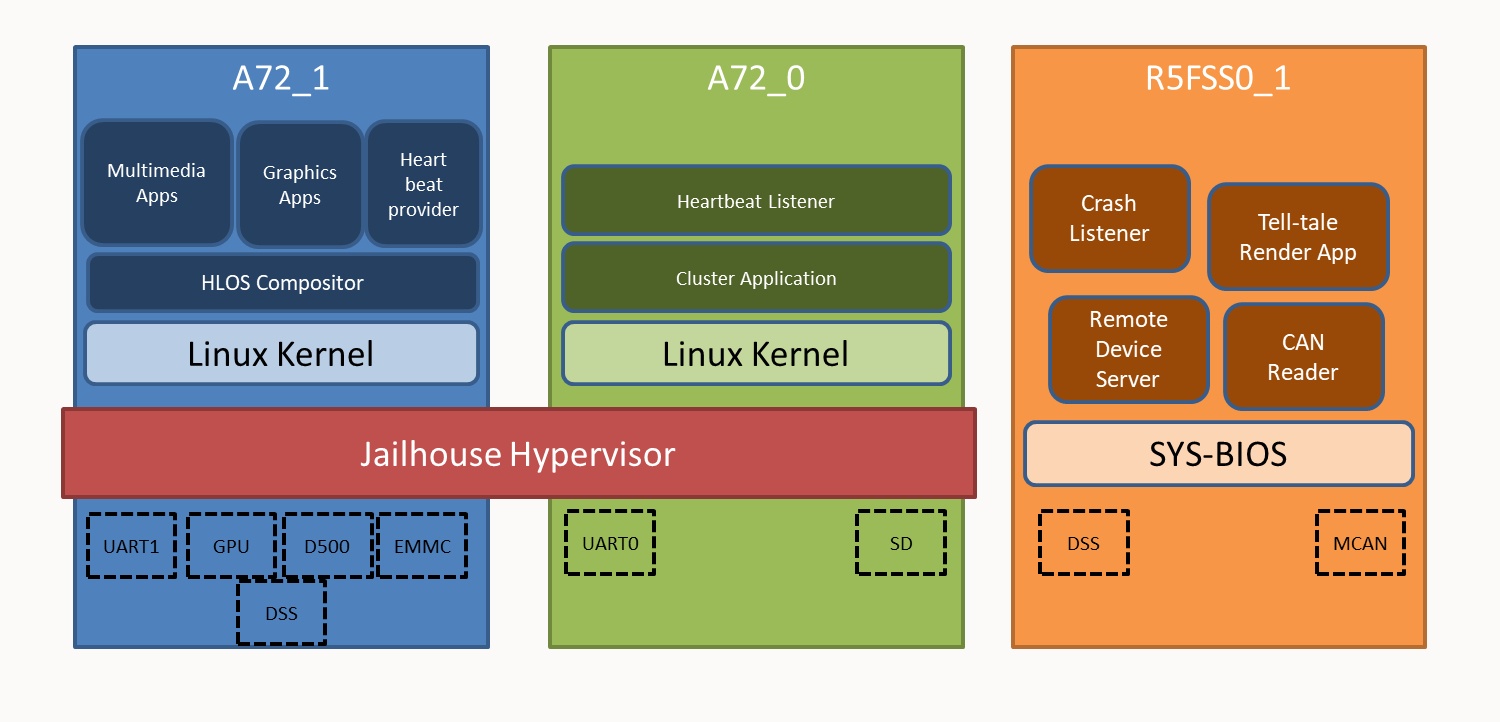 A72_1
Multimedia
Apps
Graphics
Apps
Heart
beat
provider
HLOS Compositor
Linux Kernel
A72_0
Heartbeat Listener
Cluster Application
Linux Kernel
Jailhouse Hypervisor
UART1
GPU
D500
EMMC
DSS
UART0
SD
R5FSS0_1
Crash
Listener
Tell-tale
Render App
Remote
Device
Server
CAN
Reader
SYS-BIOS
DSS
MCAN